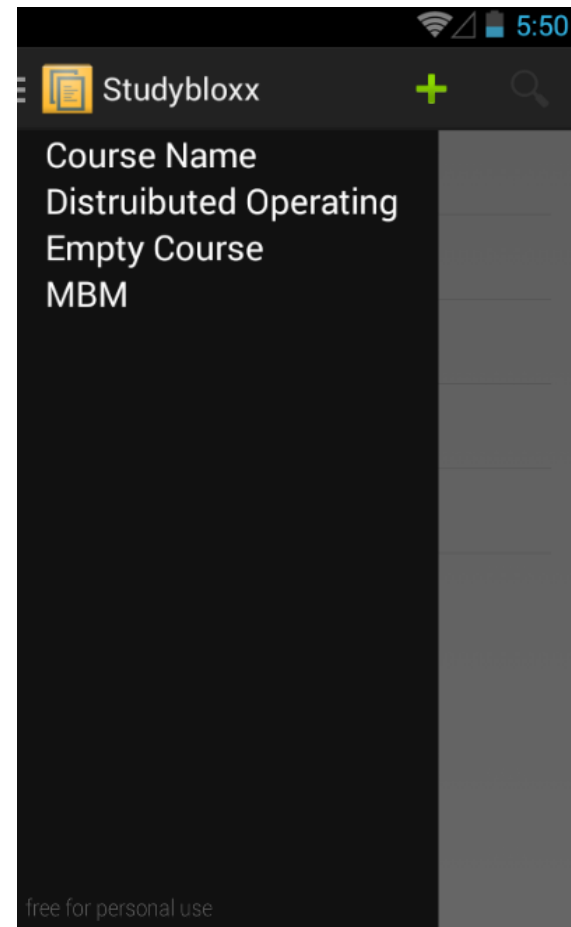 5:50
Studybloxx
Course Name
Distruibuted Operating
Empty Course
MBM
free for personal use